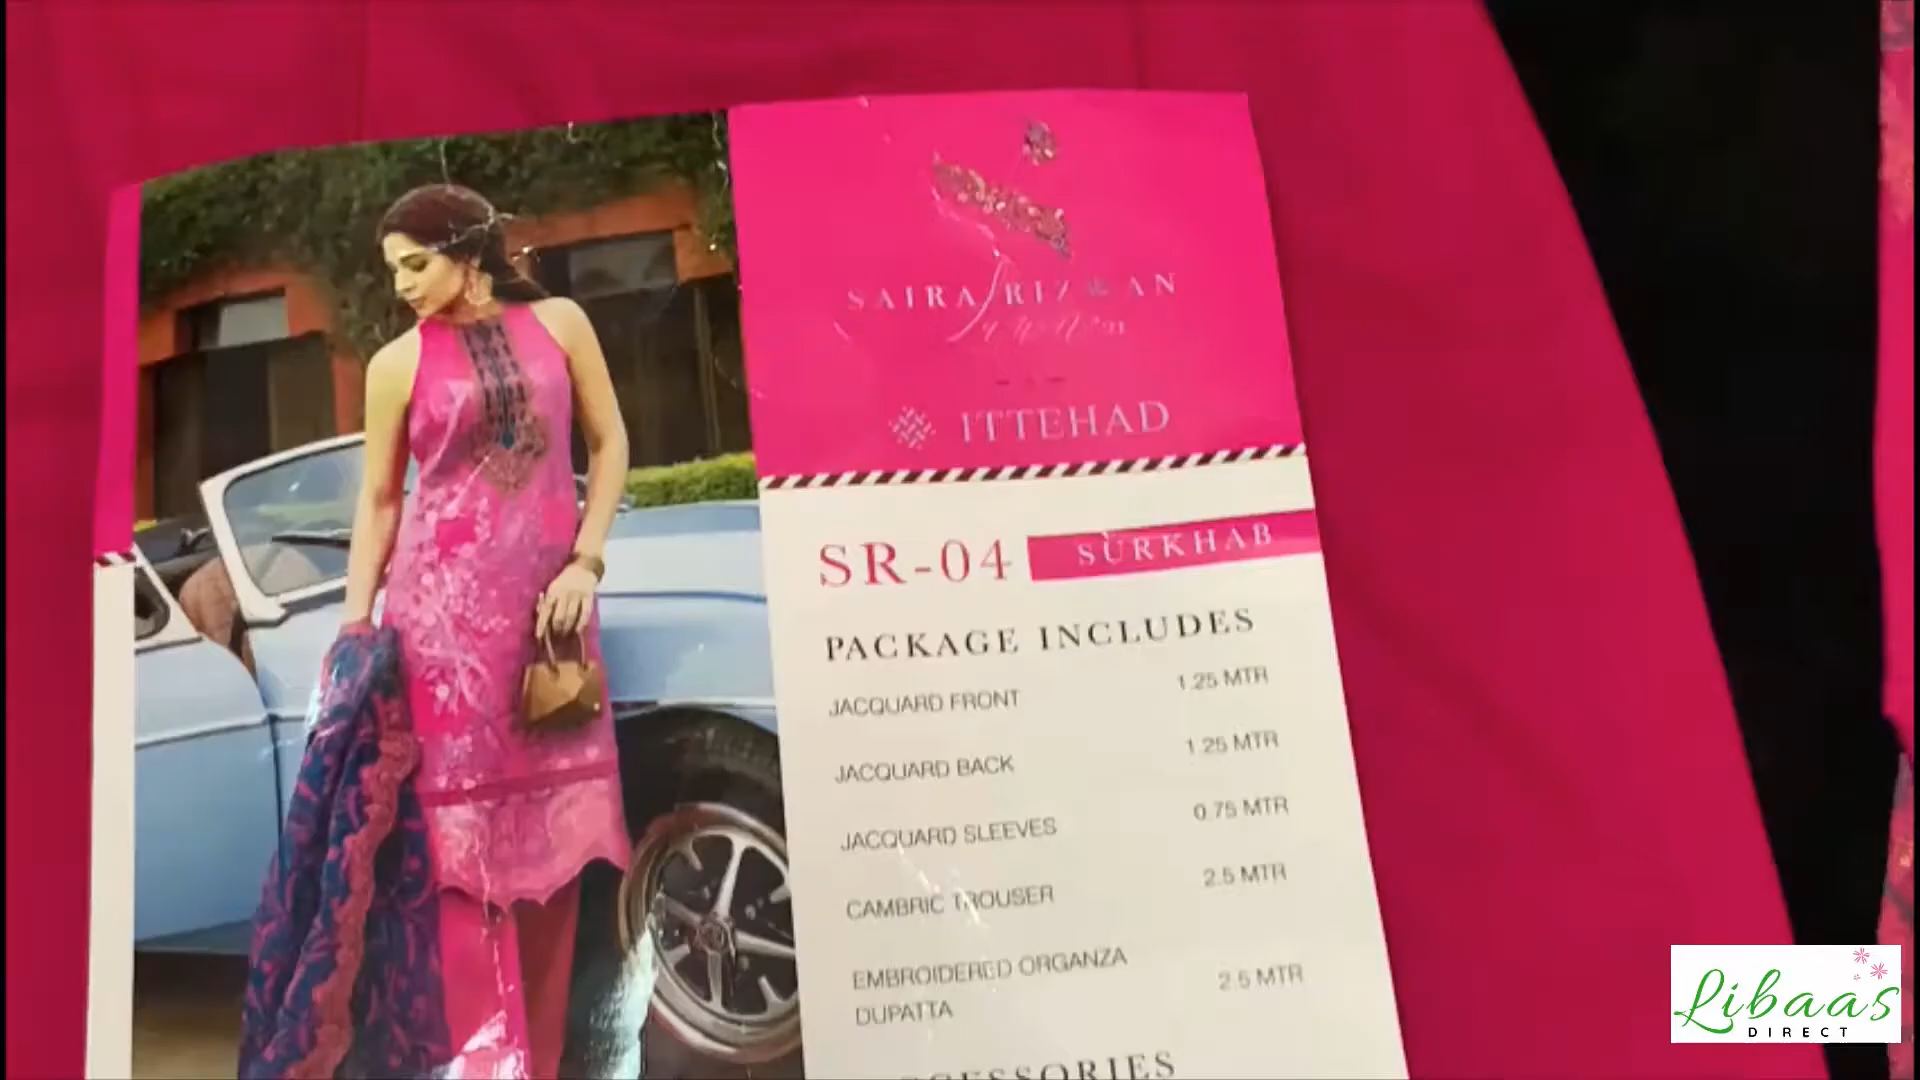 SAIRA RIZWAN
ITTEHAD
SR-04
SURKHAB
PACKAGE INCLUDES
JACQUARD FRONT 1.25 MTR
JACQUARD BACK 1.25 MTR
JACQUARD SLEEVES 0.75 MTR
CAMBRIC TROUSER 2.5 MTR
EMBROIDERED ORGANZA
DUPATTA 2.5 MTR
Libaas
DIRECT